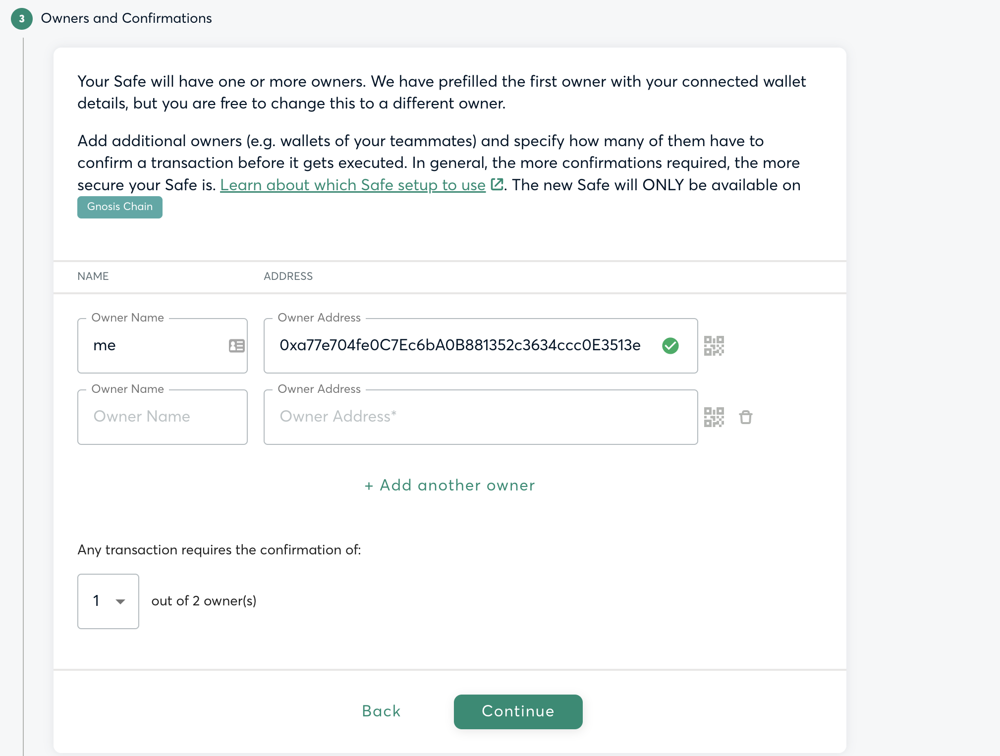 3 Owners and Confirmations
Your Safe will have one or more owners. We have prefilled the first owner with your connected wallet
details, but you are free to change this to a different owner.
Add additional owners (e.g. wallets of your teammates) and specify how many of them have to
confirm a transaction before it gets executed. In general, the more confirmations required, the more
secure your Safe is. Learn about which Safe setup to use. The new Safe will ONLY be available on
Gnosis Chain
NAME ADDRESS
Owner Name Owner Address
me 0xa77e704fe0C7Ec6bA0B881352c3634ccc0E3513e
Owner Name Owner Address
Owner Name Owner Address*
+ Add another owner
Any transaction requires the confirmation of:
1 out of 2 owner(s)
Back Continue